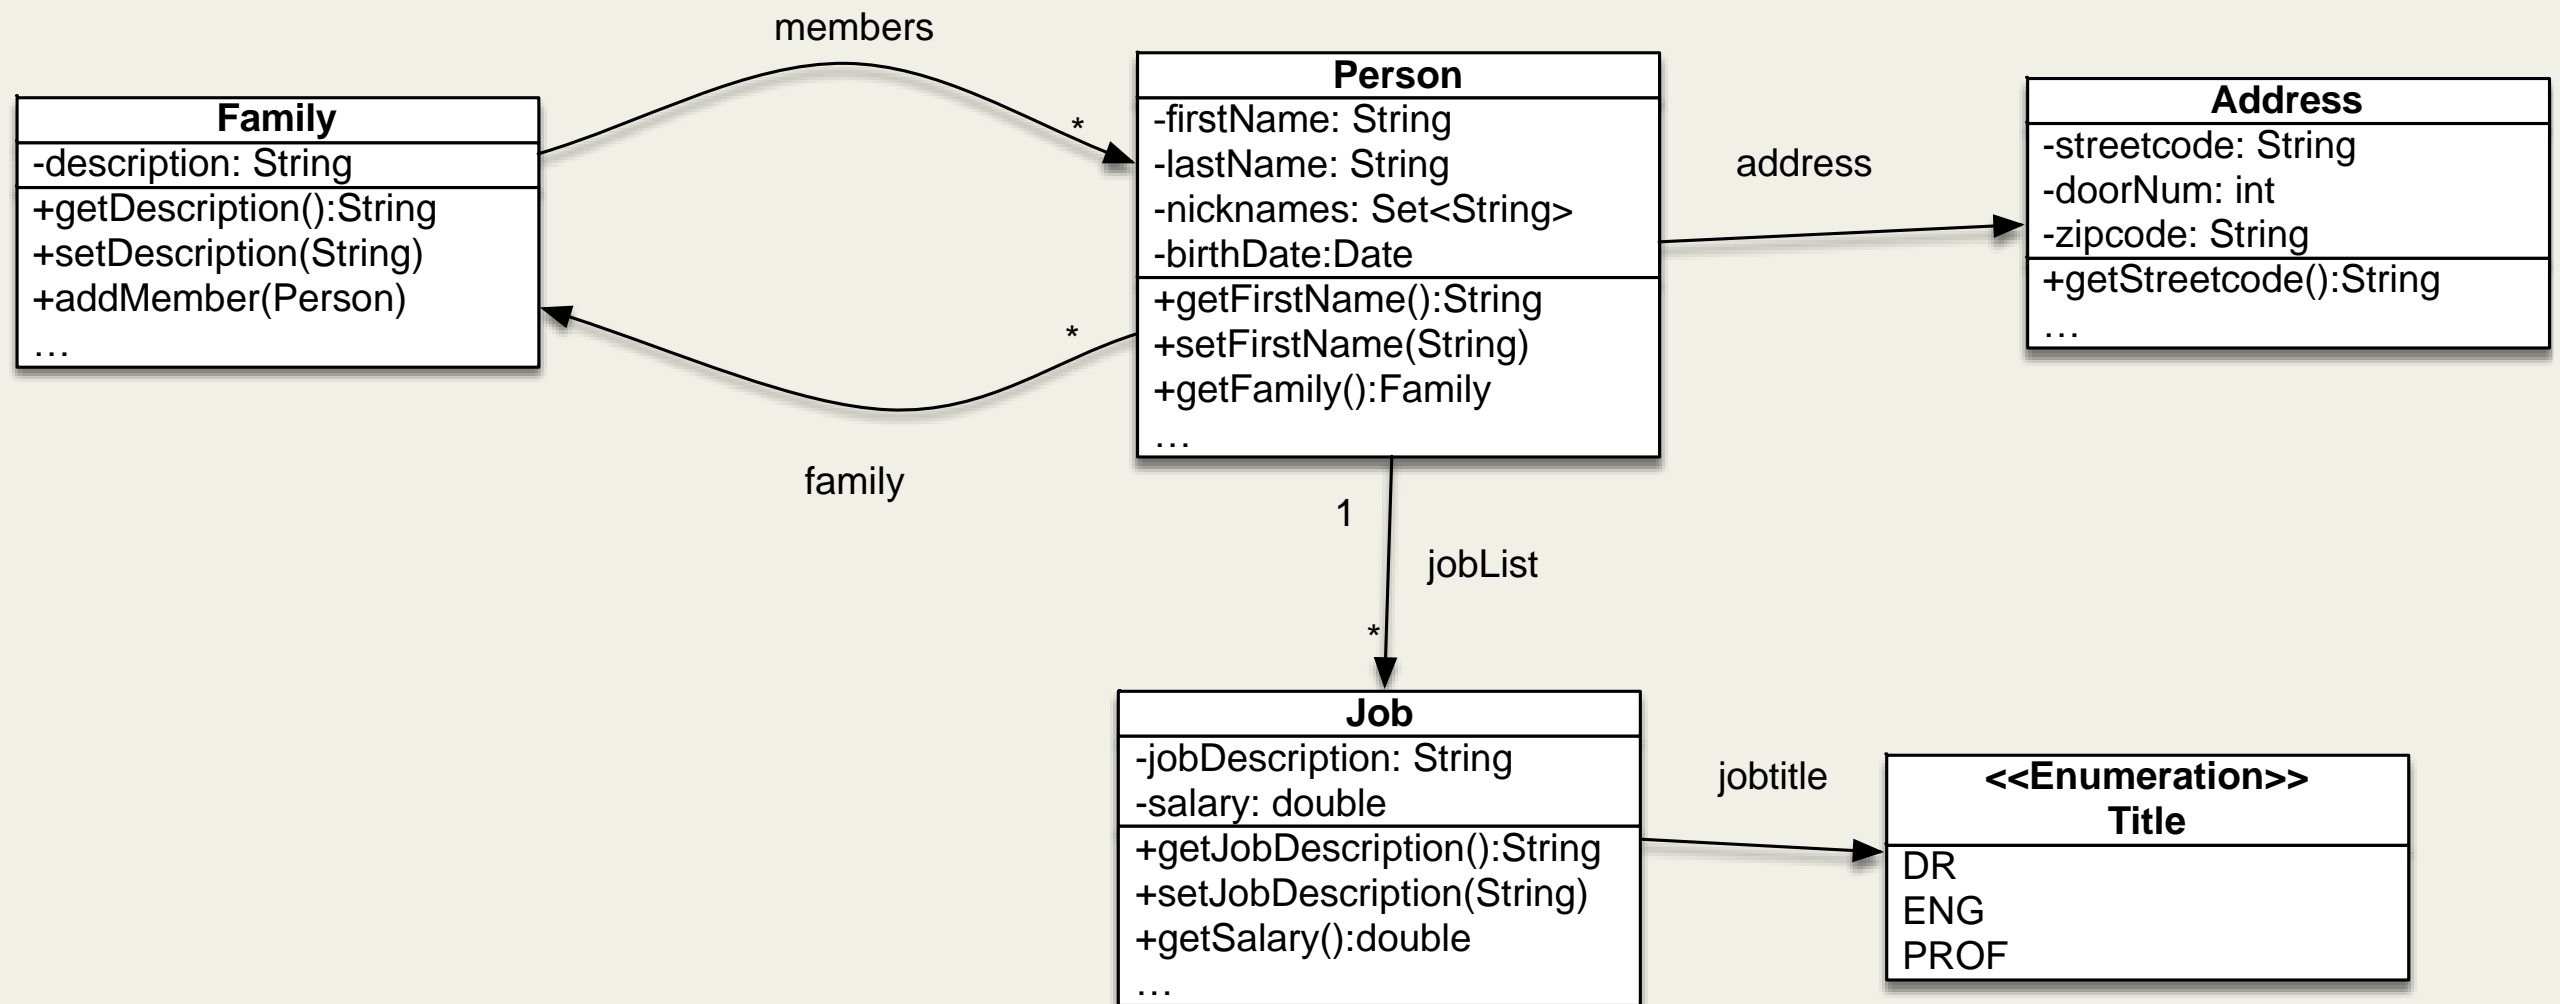 members
Family
-description: String
+getDescription():String
+setDescription(String)
+addMember(Person)
…
*
*
family
Person
-firstName: String
-lastName: String
-nicknames: Set<String>
-birthDate:Date
+getFirstName():String
+setFirstName(String)
+getFamily():Family
…
address
Address
-streetcode: String
-doorNum: int
-zipcode: String
+getStreetcode():String
…
1
jobList
*
Job
-jobDescription: String
-salary: double
+getJobDescription():String
+setJobDescription(String)
+getSalary():double
…
jobtitle
<<Enumeration>>
Title
DR
ENG
PROF